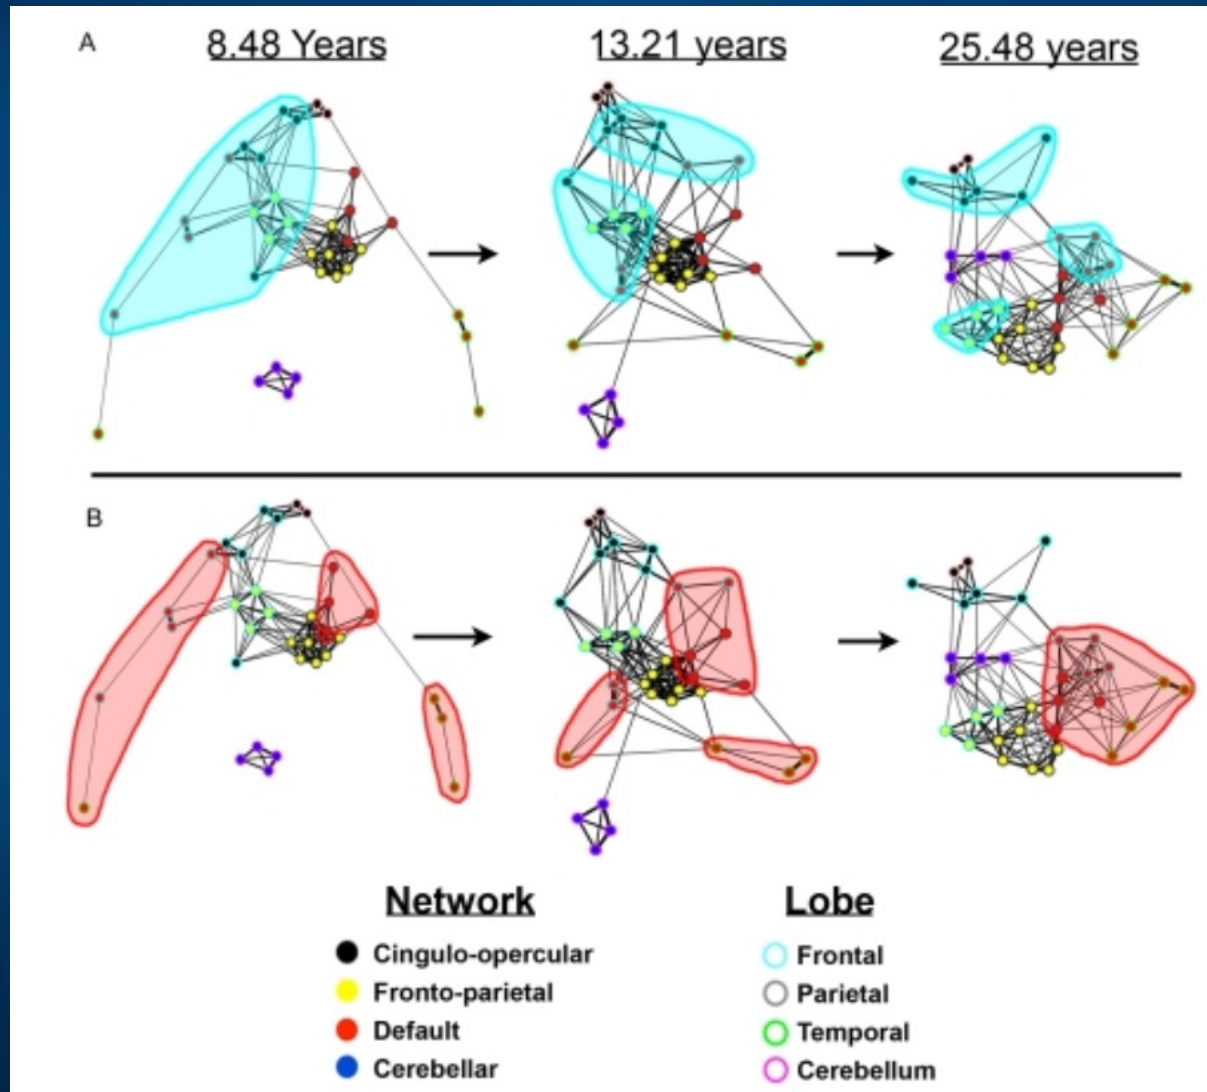 A
8.48 Years
13.21 years
25.48 years
B
Network
Lobe
Cingulo-opercular
Frontal
Fronto-parietal
Parietal
Default
Temporal
Cerebellar
Cerebellum